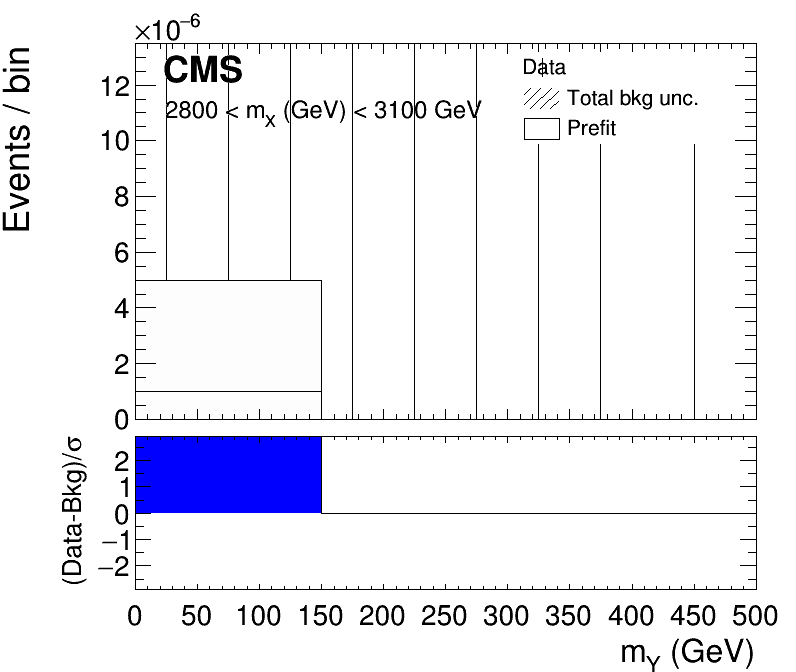 ×10−6
CMS
2800 < mX (GeV) < 3100 GeV
Data
Total bkg unc.
Prefit
Events / bin
12
10
8
6
4
2
0
(Data-Bkg)/σ
2
1
0
−1
−2
0 50 100 150 200 250 300 350 400 450 500
mY (GeV)